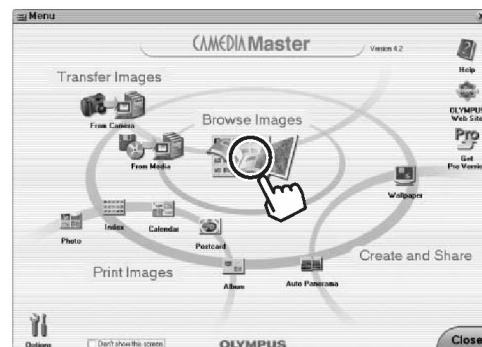 Menu
CAMEDIA Master
Version 4.2
Transfer Images
Help
From Camera
Browse Images
OLYMPUS
Web Site
From Media
Pro
Get
Pro Version
Wallpaper
Photo
Index
Calendar
Postcard
Create and Share
Print Images
Album
Auto Panorama
Options
Don't show this screen.
OLYMPUS
Close